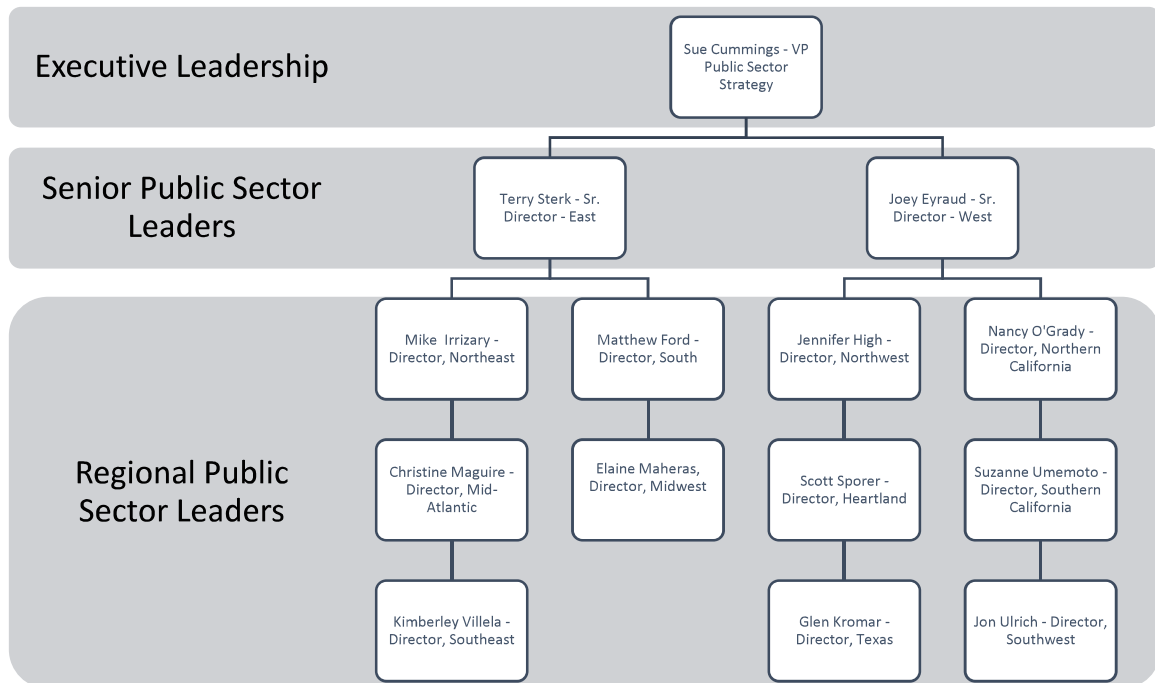 Executive Leadership
Sue Cummings - VP
Public Sector
Strategy
Senior Public Sector
Leaders
Terry Sterk - Sr.
Director - East
Joey Eyraud - Sr.
Director - West
Regional Public
Sector Leaders
Mike  Irrizary -
Director, Northeast
Matthew Ford -
Director, South
Jennifer High -
Director, Northwest
Nancy O'Grady -
Director, Northern
California
Christine Maguire -
Director, Mid-
Atlantic
Elaine Maheras,
Director, Midwest
Scott Sporer -
Director, Heartland
Suzanne Umemoto -
Director, Southern
California
Kimberley Villela -
Director, Southeast
Glen Kromar -
Director, Texas
Jon Ulrich - Director,
Southwest